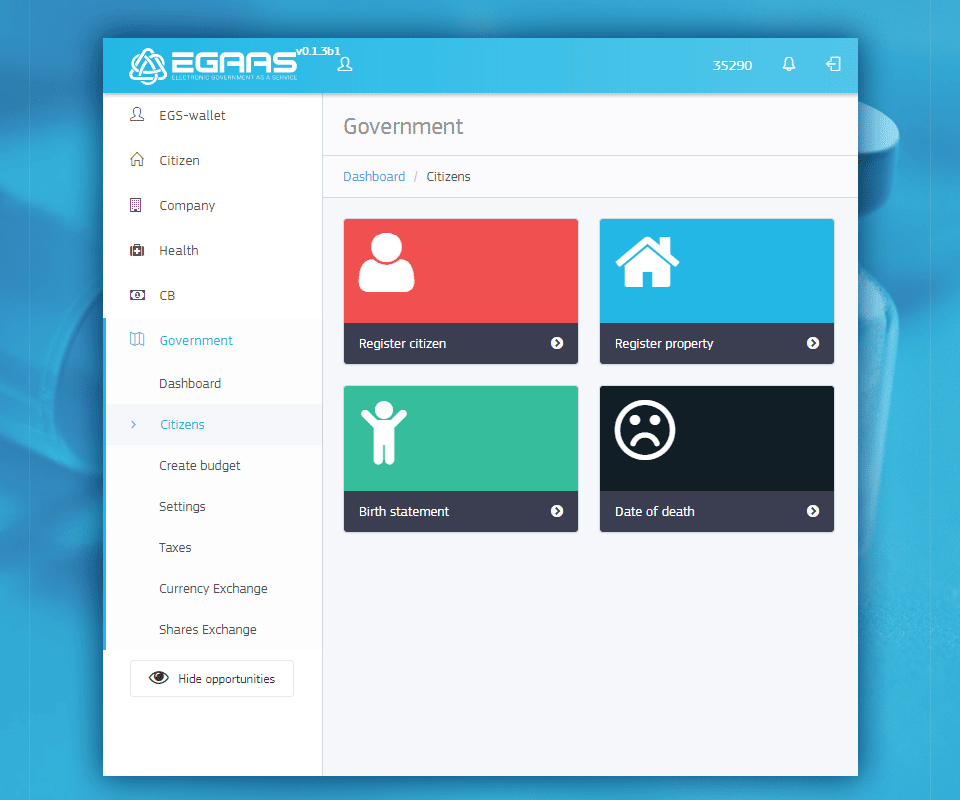 EGAAS
v0.1.3b1
ELECTRONIC GOVERNMENT AS A SERVICE
35290
EGS-wallet
Citizen
Company
Health
CB
Government
Dashboard
Citizens
Create budget
Settings
Taxes
Currency Exchange
Shares Exchange
Hide opportunities
Government
Dashboard / Citizens
Register citizen
Register property
Birth statement
Date of death